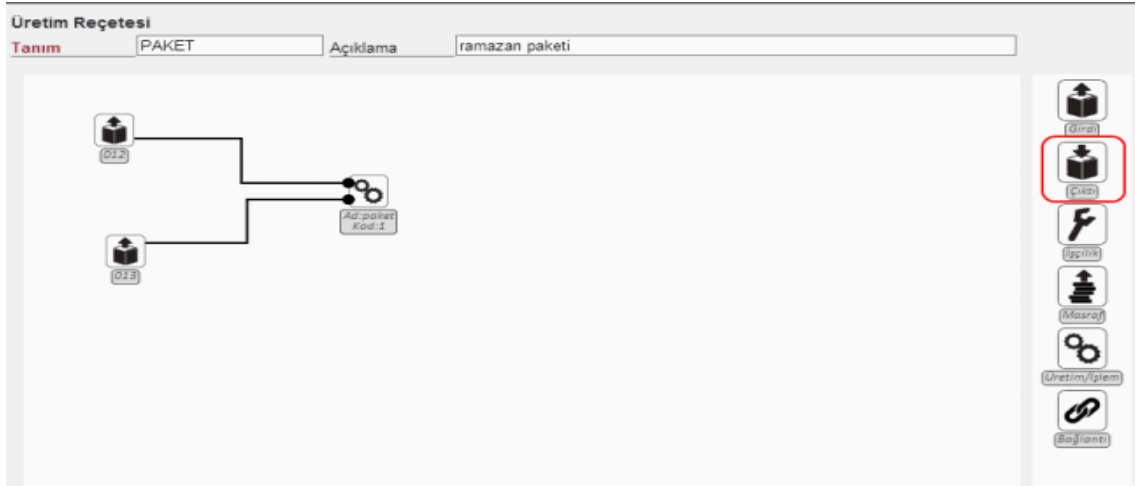 Üretim Reçetesi
Tanım PAKET Açıklama ramazan paketi
Girdi
012
Çıktı
Ad:paket
Kod:1
İşçilik
013
Masraf
Üretim/İşlem
Bağlantı